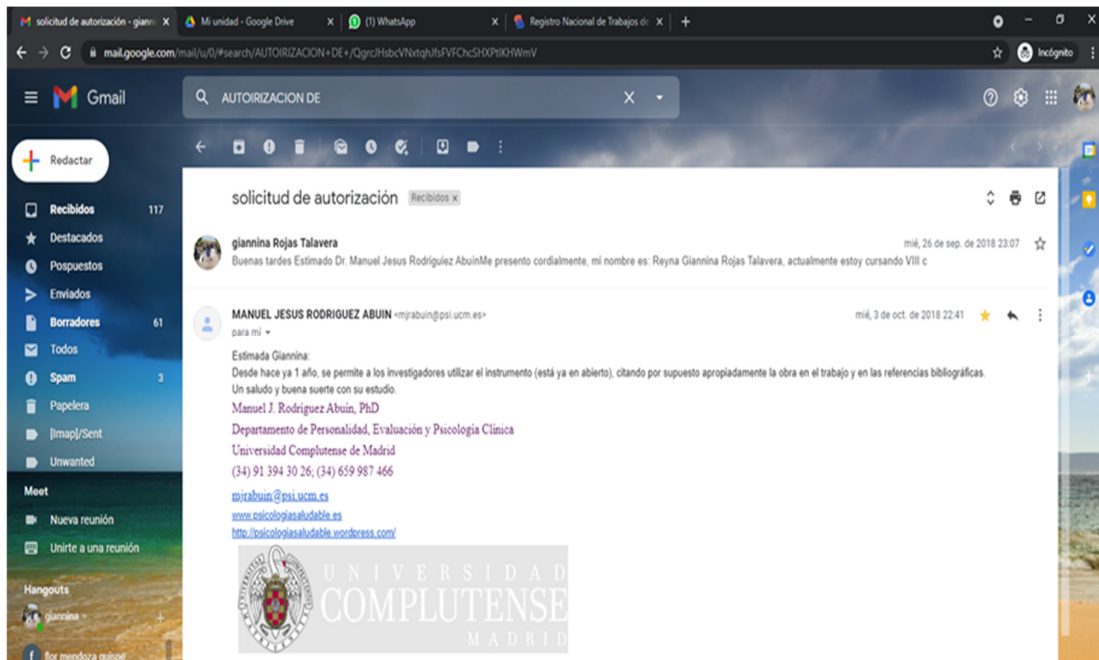 solicitud de autorización - giann
Mi unidad - Google Drive
(1) WhatsApp
Registro Nacional de Trabajos de
mail.google.com/mail/u/0/#search/AUTOIRIZACION+DE+/
Incógnito
Gmail
AUTOIRIZACION DE
Redactar
Recibidos 117
Destacados
Pospuestos
Enviados
Borradores 61
Todos
Spam 3
Papelera
[Imap]/Sent
Unwanted
Meet
Nueva reunión
Unirte a una reunión
Hangouts
giannina
flor mendoza quispe
solicitud de autorización Recibidos x
giannina Rojas Talavera mié, 26 de sep. de 2018 23:07
Buenas tardes Estimado Dr. Manuel Jesus Rodriguiez AbuinMe presento cordialmente, mi nombre es: Reyna Giannina Rojas Talavera, actualmente estoy cursando VIII c
MANUEL JESUS RODRIGUEZ ABUIN <mjrabuin@psi.ucm.es> mié, 3 de oct. de 2018 22:41
para mí
Estimada Giannina:
Desde hace ya 1 año, se permite a los investigadores utilizar el instrumento (está ya en abierto), citando por supuesto apropiadamente la obra en el trabajo y en las referencias bibliográficas.
Un saludo y buena suerte con su estudio.
Manuel J. Rodríguez Abuín, PhD
Departamento de Personalidad, Evaluación y Psicología Clínica
Universidad Complutense de Madrid
(34) 91 394 30 26; (34) 659 987 466
mjrabuin@psi.ucm.es
www.psicologiasaludable.es
http://psicologiasaludable.wordpress.com/
UNIVERSIDAD
COMPLUTENSE
MADRID